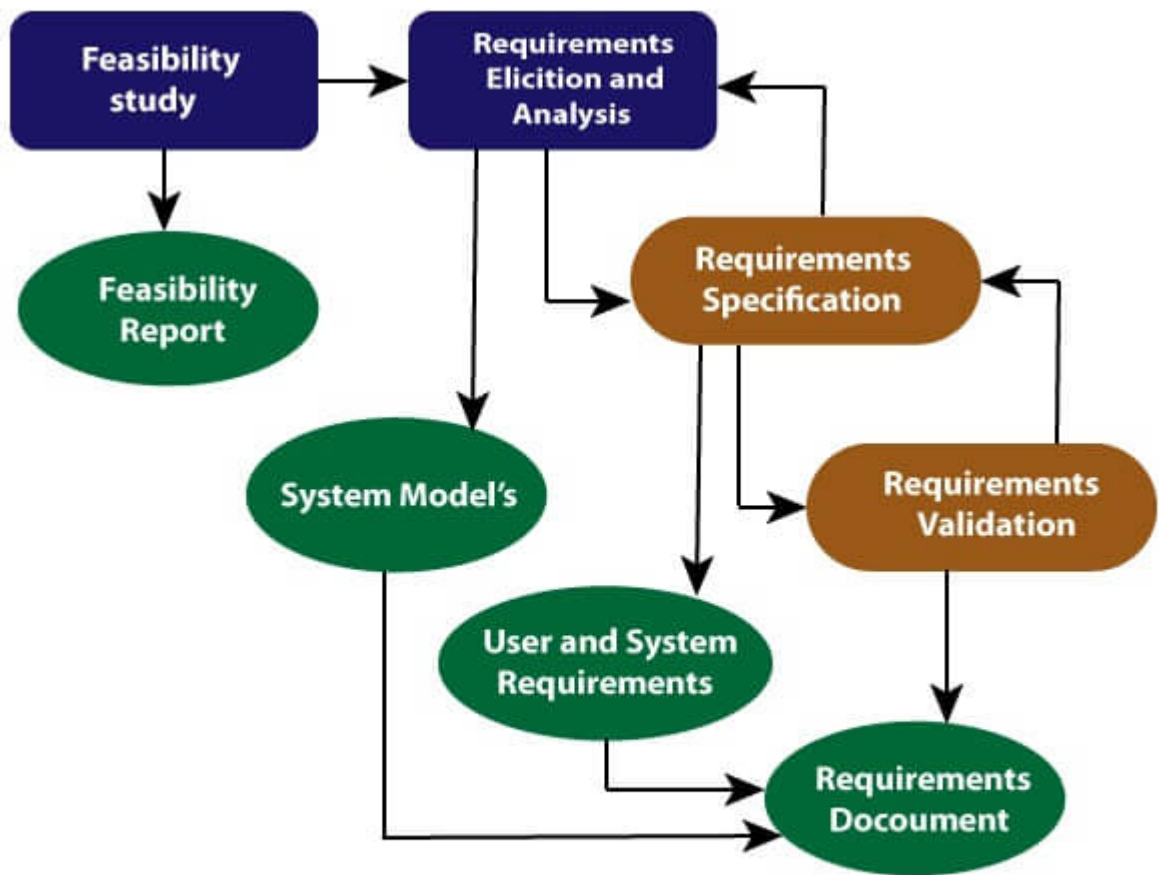 Feasibility
study
Requirements
Elicition and
Analysis
Feasibility
Report
Requirements
Specification
System Model's
Requirements
Validation
User and System
Requirements
Requirements
Docoument